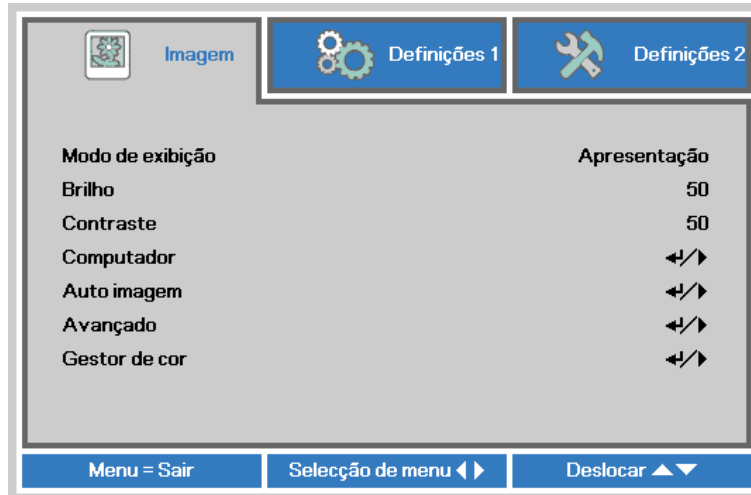 Imagem Definições 1 Definições 2
Modo de exibição Apresentação
Brilho 50
Contraste 50
Computador
Auto imagem
Avançado
Gestor de cor
Menu = Sair Selecção de menu Deslocar